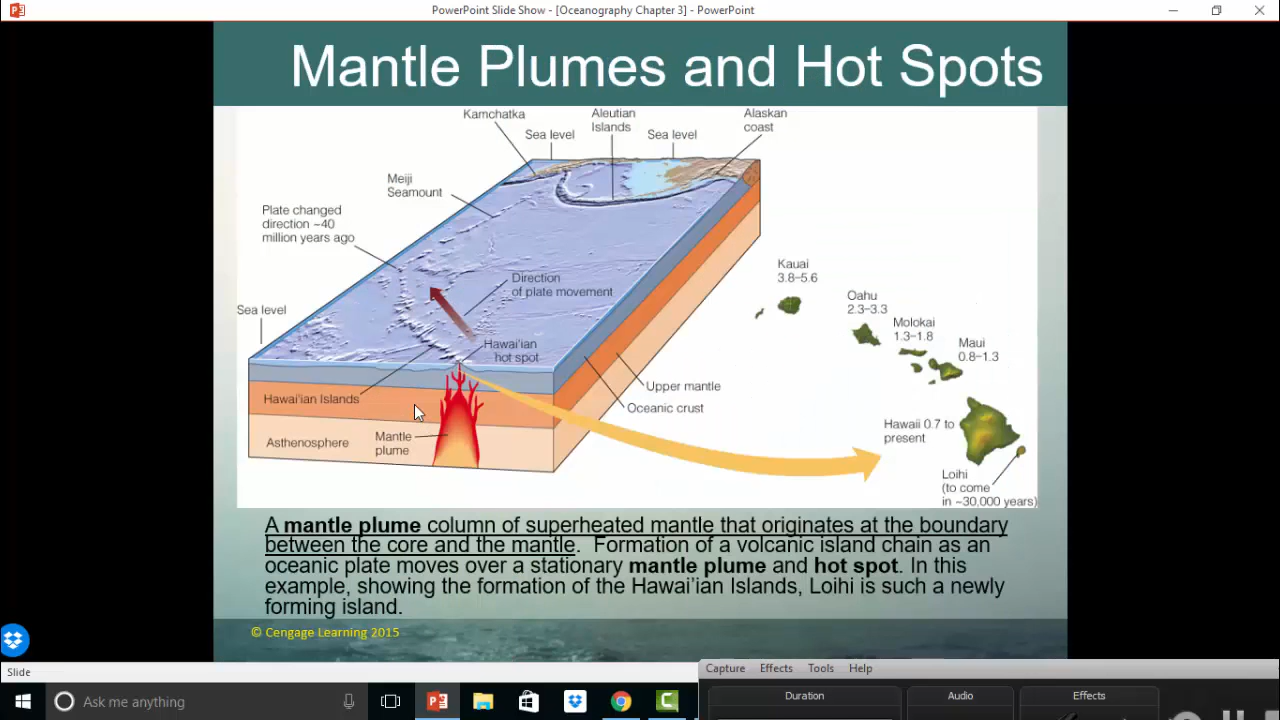 PowerPoint Slide Show - [Oceanography Chapter 3] - PowerPoint
Mantle Plumes and Hot Spots
Kamchatka
Sea level
Aleutian
Islands
Sea level
Alaskan
coast
Meiji
Seamount
Plate changed
direction ~40
million years ago
Direction
of plate movement
Sea level
Hawai'ian
hot spot
Hawai'ian Islands
Upper mantle
Oceanic crust
Asthenosphere
Mantle
plume
Kauai
3.8–5.6
Oahu
2.3–3.3
Molokai
1.3–1.8
Maui
0.8–1.3
Hawaii 0.7 to
present
Loihi
(to come
in ~30,000 years)
A mantle plume column of superheated mantle that originates at the boundary
between the core and the mantle. Formation of a volcanic island chain as an
oceanic plate moves over a stationary mantle plume and hot spot. In this
example, showing the formation of the Hawai'ian Islands, Loihi is such a newly
forming island.
© Cengage Learning 2015
Slide
Capture Effects Tools Help
Duration Audio Effects
Ask me anything